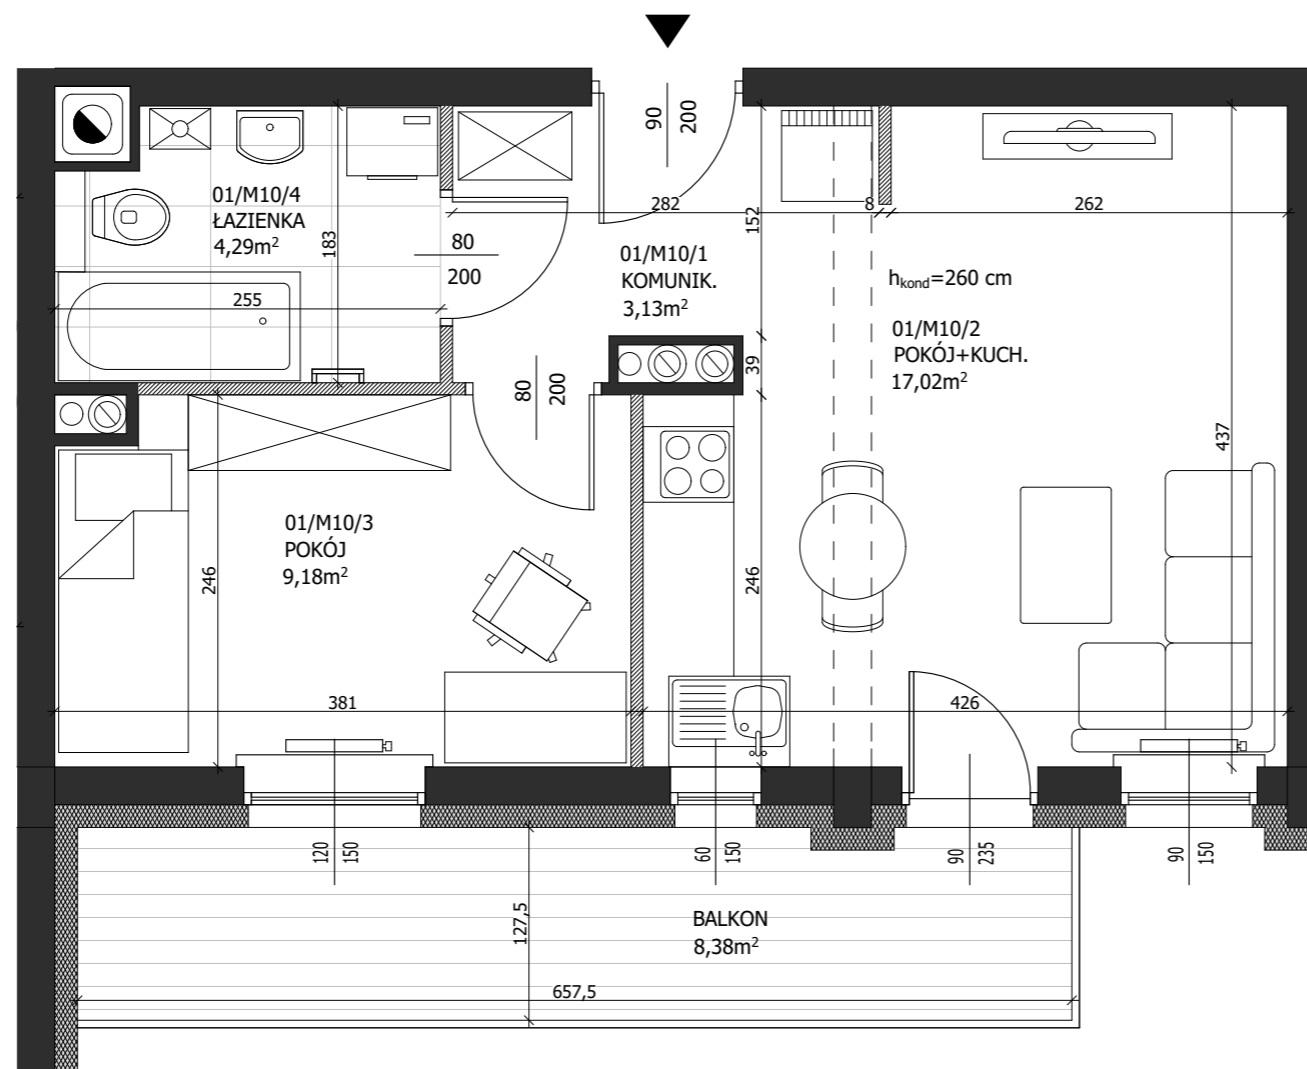 90
200
01/M10/4
ŁAZIENKA
4,29m²
183
255
80
200
282
152
8
262
01/M10/1
KOMUNIK.
3,13m²
h_kond=260 cm
01/M10/2
POKÓJ+KUCH.
17,02m²
39
80
200
437
01/M10/3
POKÓJ
9,18m²
246
246
381
426
120
150
60
150
90
235
90
150
BALKON
8,38m²
127,5
657,5